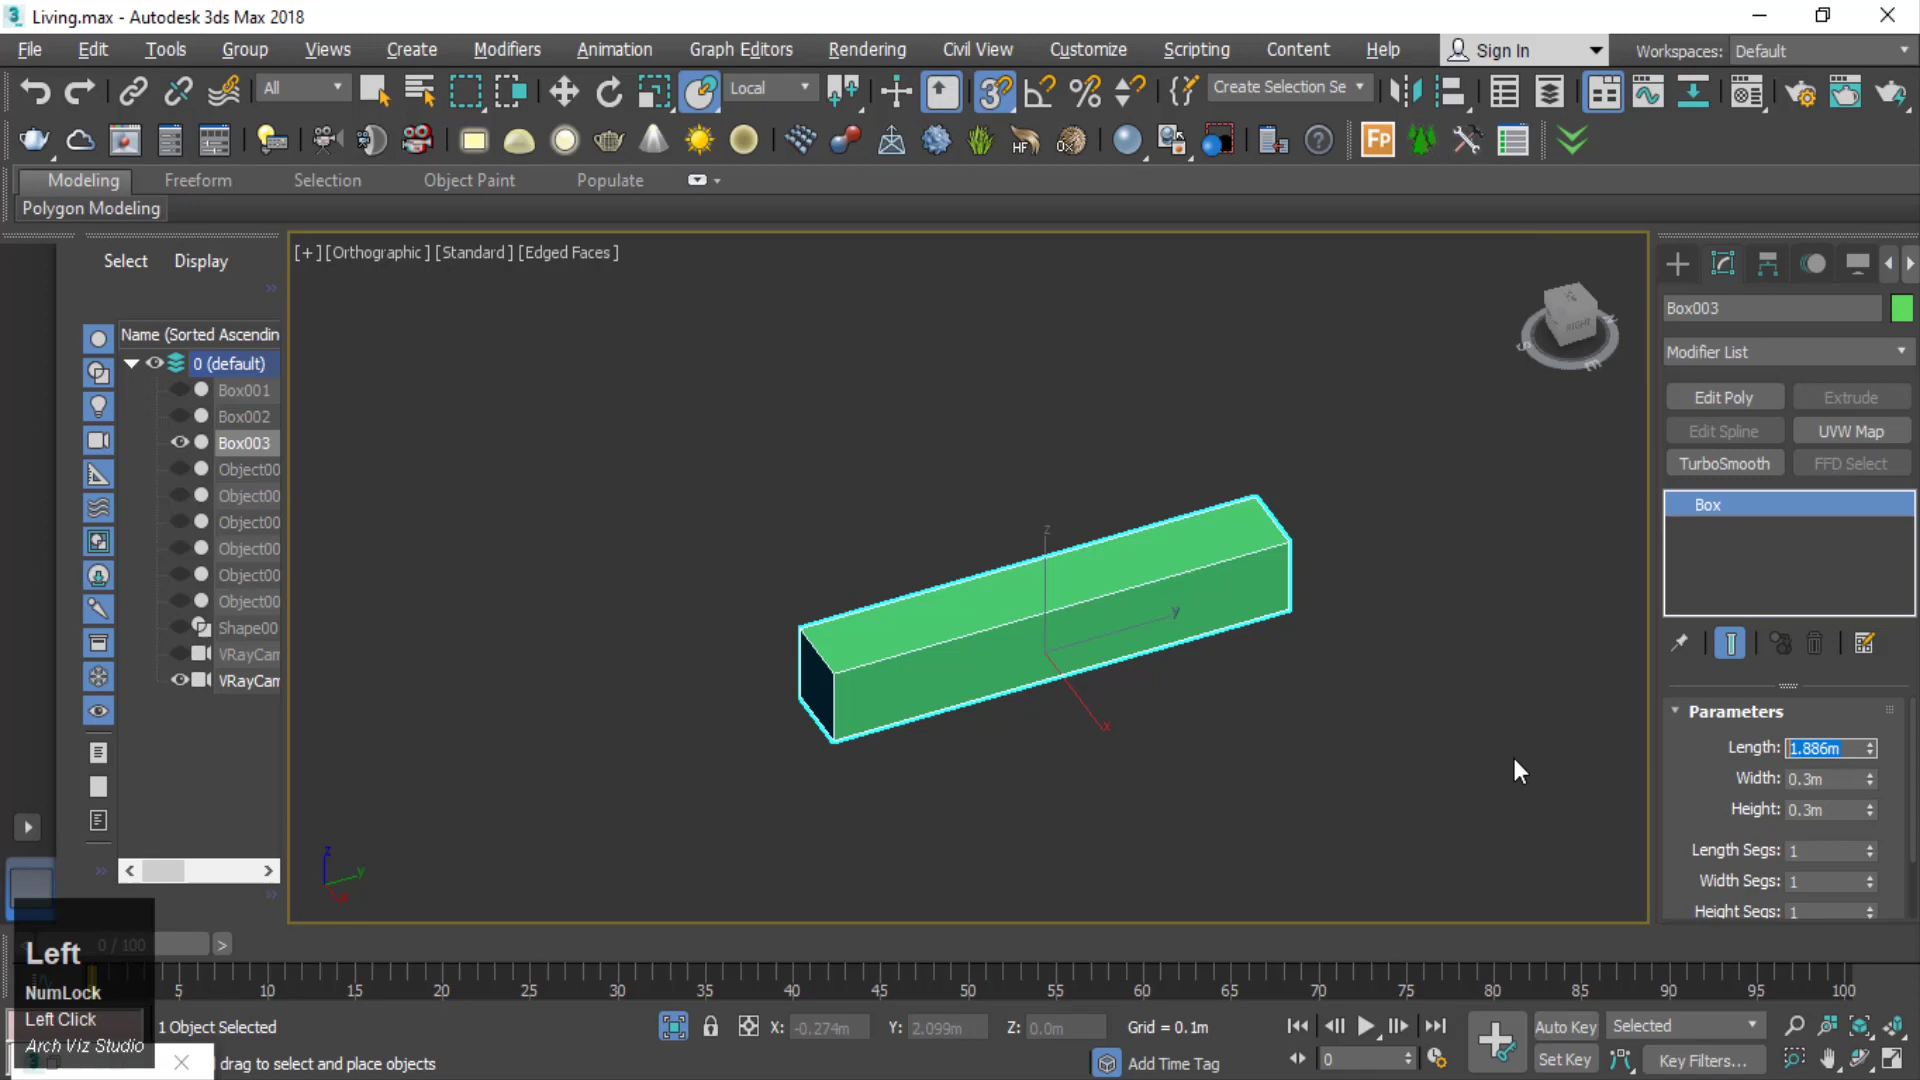 Living.max - Autodesk 3ds Max 2018
File Edit Tools Group Views Create Modifiers Animation Graph Editors Rendering Civil View Customize Scripting Content Help Sign In Workspaces: Default
All Local Create Selection Se
HF Fp
Modeling Freeform Selection Object Paint Populate
Polygon Modeling
Select Display
[+] [Orthographic] [Standard] [Edged Faces]
Name (Sorted Ascendin
0 (default)
Box001
Box002
Box003
Object00
Object00
Object00
Object00
Object00
Object00
Shape00
VRayCam
VRayCam
z
y
x
z
y
x
RIGHT
S
E
Box003
Modifier List
Edit Poly Extrude
Edit Spline UVW Map
TurboSmooth FFD Select
Box
Parameters
Length: 1.886m
Width: 0.3m
Height: 0.3m
Length Segs: 1
Width Segs: 1
Height Segs: 1
0 / 100 >
5 10 15 20 25 30 35 40 45 50 55 60 65 70 75 80 85 90 95 100
Left
NumLock
Left Click
Arch Viz Studio
1 Object Selected X: -0.274m Y: 2.099m Z: 0.0m Grid = 0.1m Auto Key Selected
drag to select and place objects Add Time Tag 0 Set Key Key Filters...